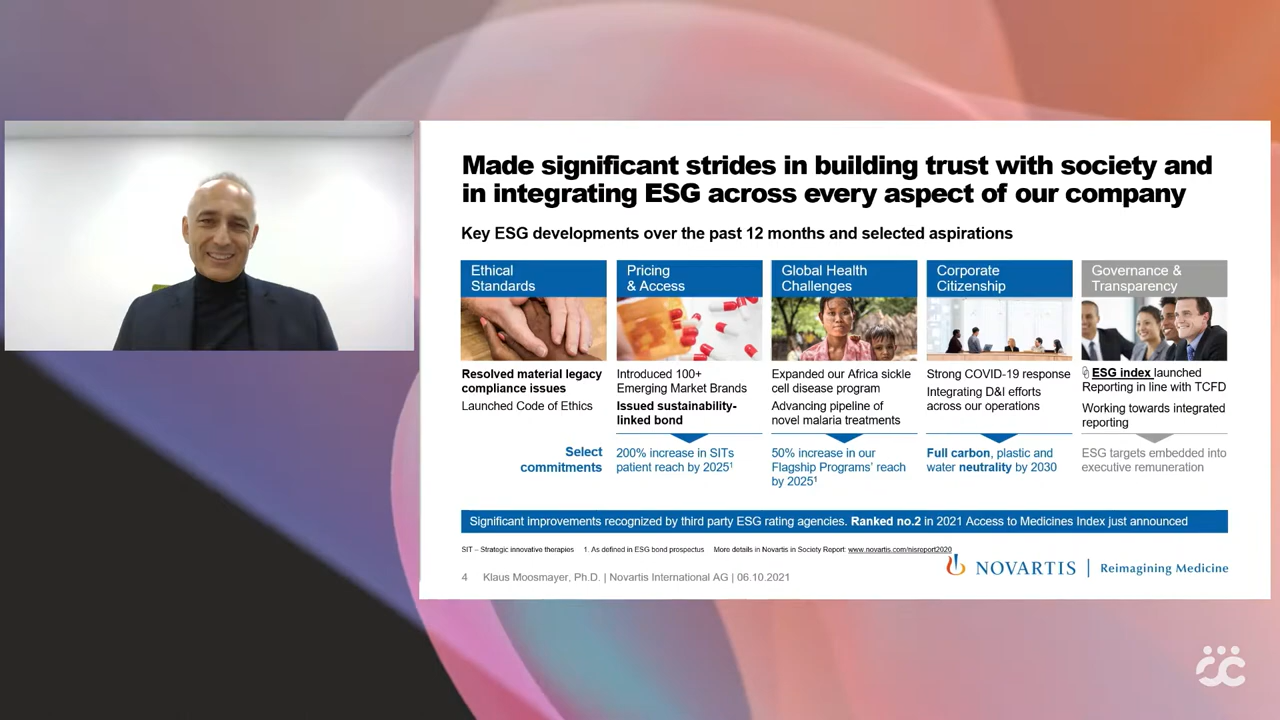 Made significant strides in building trust with society and
in integrating ESG across every aspect of our company
Key ESG developments over the past 12 months and selected aspirations
Ethical
Standards
Resolved material legacy
compliance issues
Launched Code of Ethics
Pricing
& Access
Introduced 100+
Emerging Market Brands
Issued sustainability-
linked bond
Global Health
Challenges
Expanded our Africa sickle
cell disease program
Advancing pipeline of
novel malaria treatments
Corporate
Citizenship
Strong COVID-19 response
Integrating D&I efforts
across our operations
Governance &
Transparency
ESG index launched
Reporting in line with TCFD
Working towards integrated
reporting
Select
commitments
200% increase in SITs
patient reach by 2025¹
50% increase in our
Flagship Programs' reach
by 2025¹
Full carbon, plastic and
water neutrality by 2030
ESG targets embedded into
executive remuneration
Significant improvements recognized by third party ESG rating agencies. Ranked no.2 in 2021 Access to Medicines Index just announced
SIT – Strategic innovative therapies 1. As defined in ESG bond prospectus More details in Novartis in Society Report: www.novartis.com/nisreport2020
4 Klaus Moosmayer, Ph.D. | Novartis International AG | 06.10.2021
NOVARTIS | Reimagining Medicine